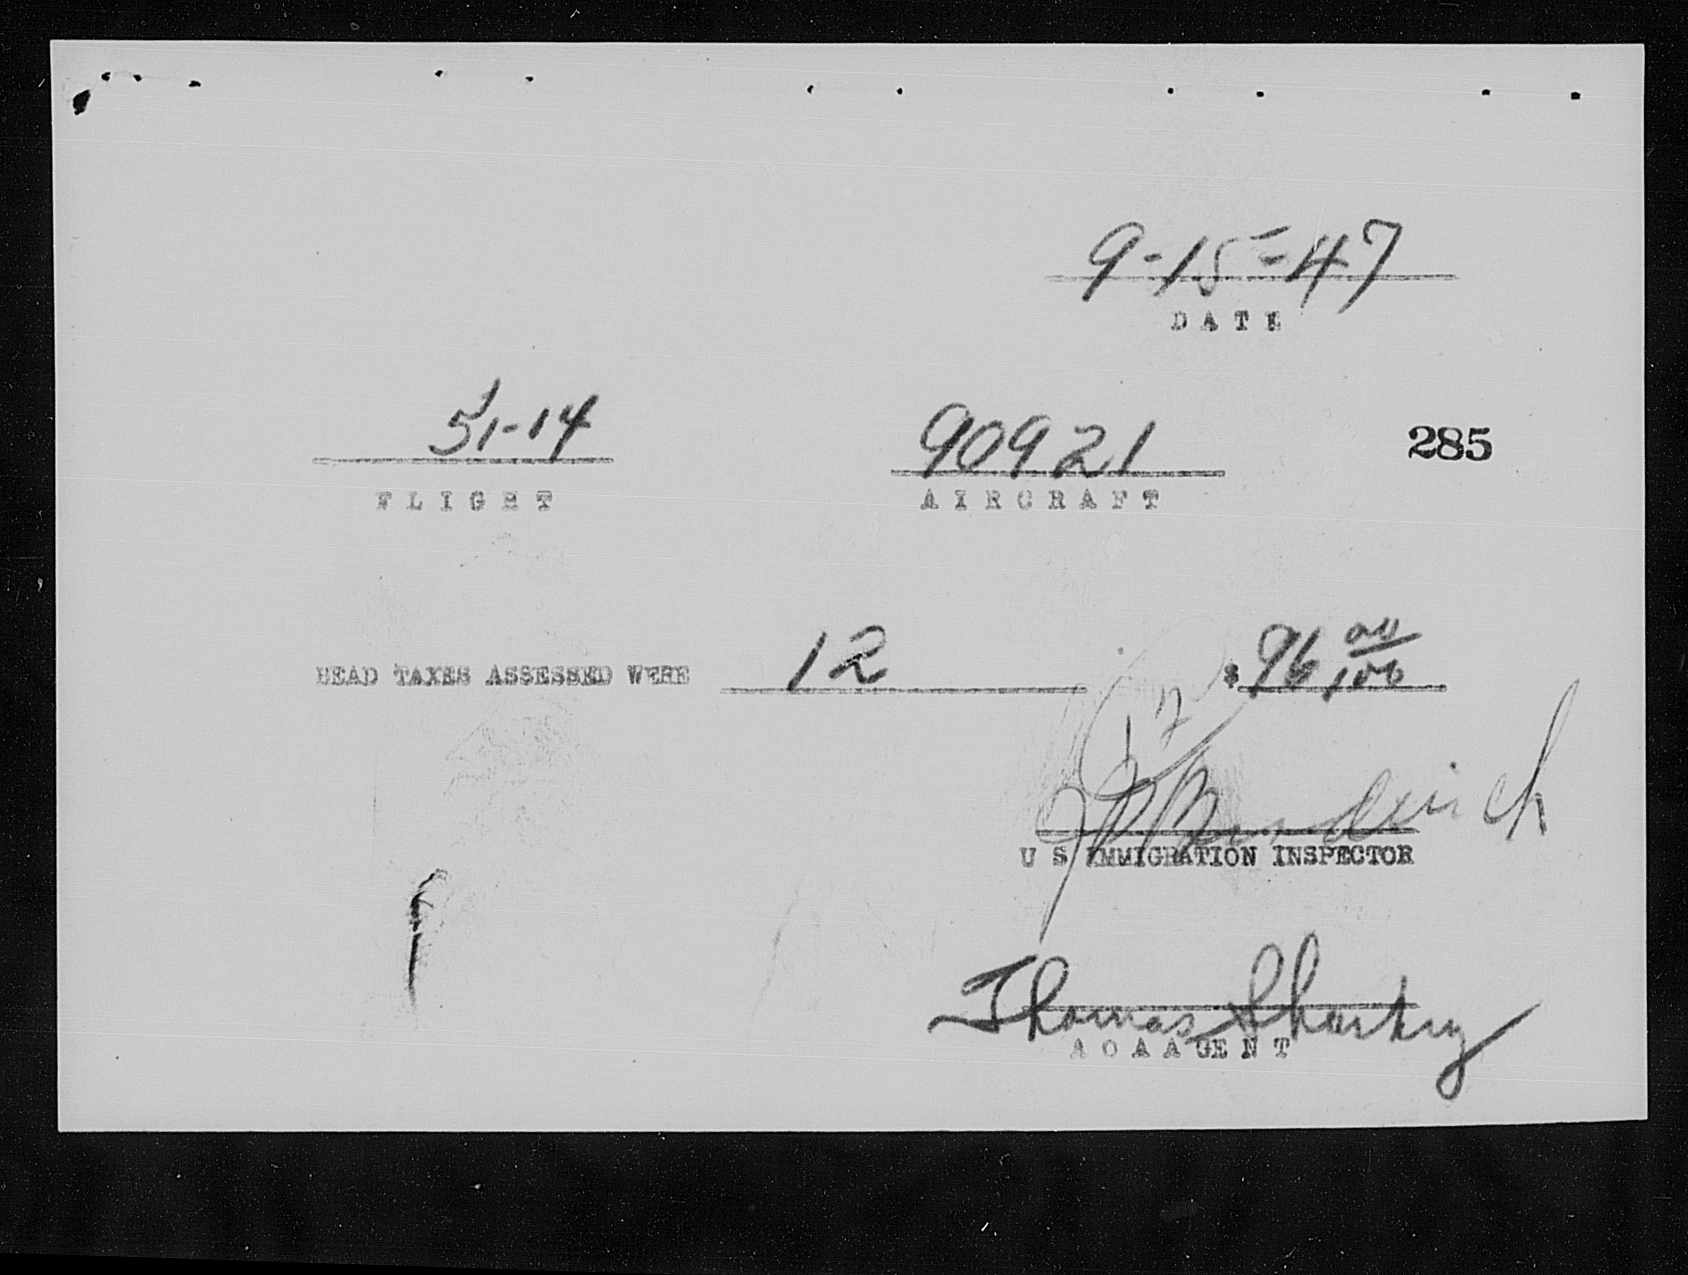 9-15-47
DATE
51-14 90921 285
FLIGHT AIRCRAFT
HEAD TAXES ASSESSED WERE 12 $96 00/100
U S IMMIGRATION INSPECTOR
Thomas Sharkey
A O A AGENT